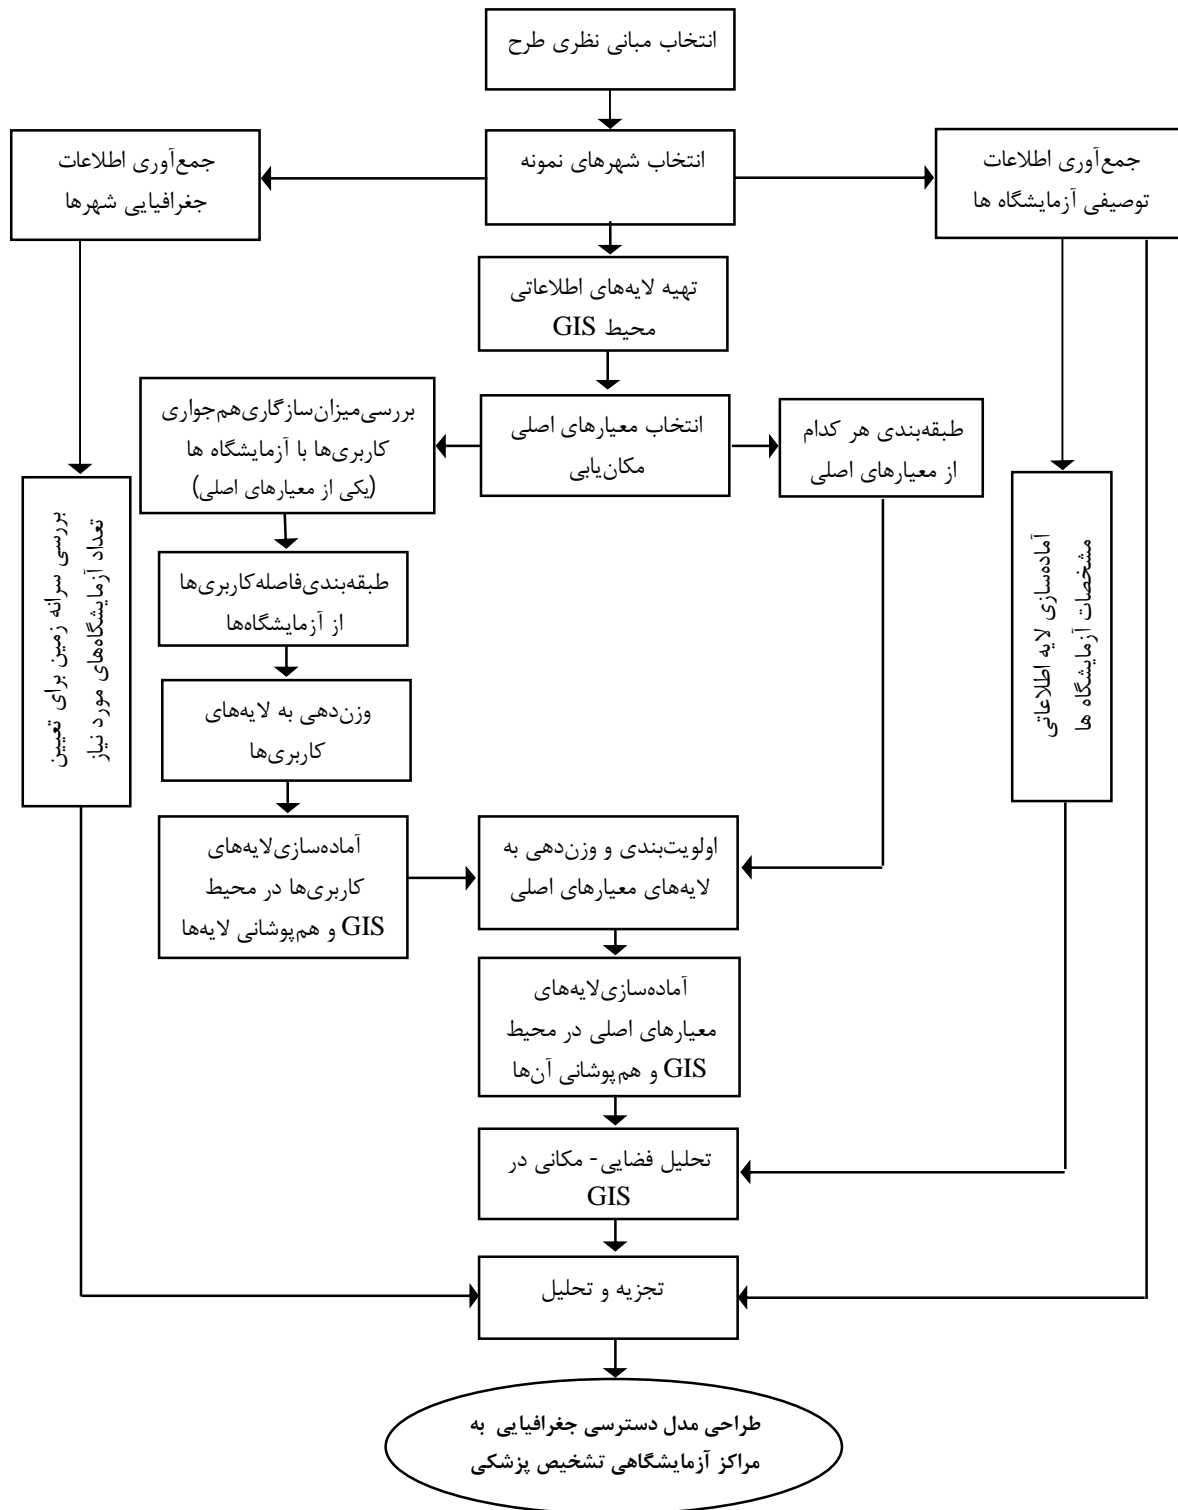 انتخاب مبانی نظری طرح
جمع‌آوری اطلاعات
توصیفی آزمایشگاه ها
انتخاب شهرهای نمونه
جمع‌آوری اطلاعات
جغرافیایی شهرها
تهیه لایه‌های اطلاعاتی
محیط GIS
طبقه‌بندی هر کدام
از معیارهای اصلی
انتخاب معیارهای اصلی
مکان‌یابی
بررسی‌میزان‌سازگاری‌هم‌جواری
کاربری‌ها با آزمایشگاه ها
(یکی از معیارهای اصلی)
آماده‌سازی لایه اطلاعاتی
مشخصات آزمایشگاه ها
بررسی سرانه زمین برای تعیین
تعداد آزمایشگاه‌های مورد نیاز
طبقه‌بندی‌فاصله‌کاربری‌ها
از آزمایشگاه‌ها
وزن‌دهی به لایه‌های
کاربری‌ها
آماده‌سازی‌لایه‌های
کاربری‌ها در محیط
GIS و هم‌پوشانی لایه‌ها
اولویت‌بندی و وزن‌دهی به
لایه‌های معیارهای اصلی
آماده‌سازی‌لایه‌های
معیارهای اصلی در محیط
GIS و هم‌پوشانی آن‌ها
تحلیل فضایی- مکانی در
GIS
تجزیه و تحلیل
طراحی مدل دسترسی جغرافیایی به
مراکز آزمایشگاهی تشخیص پزشکی